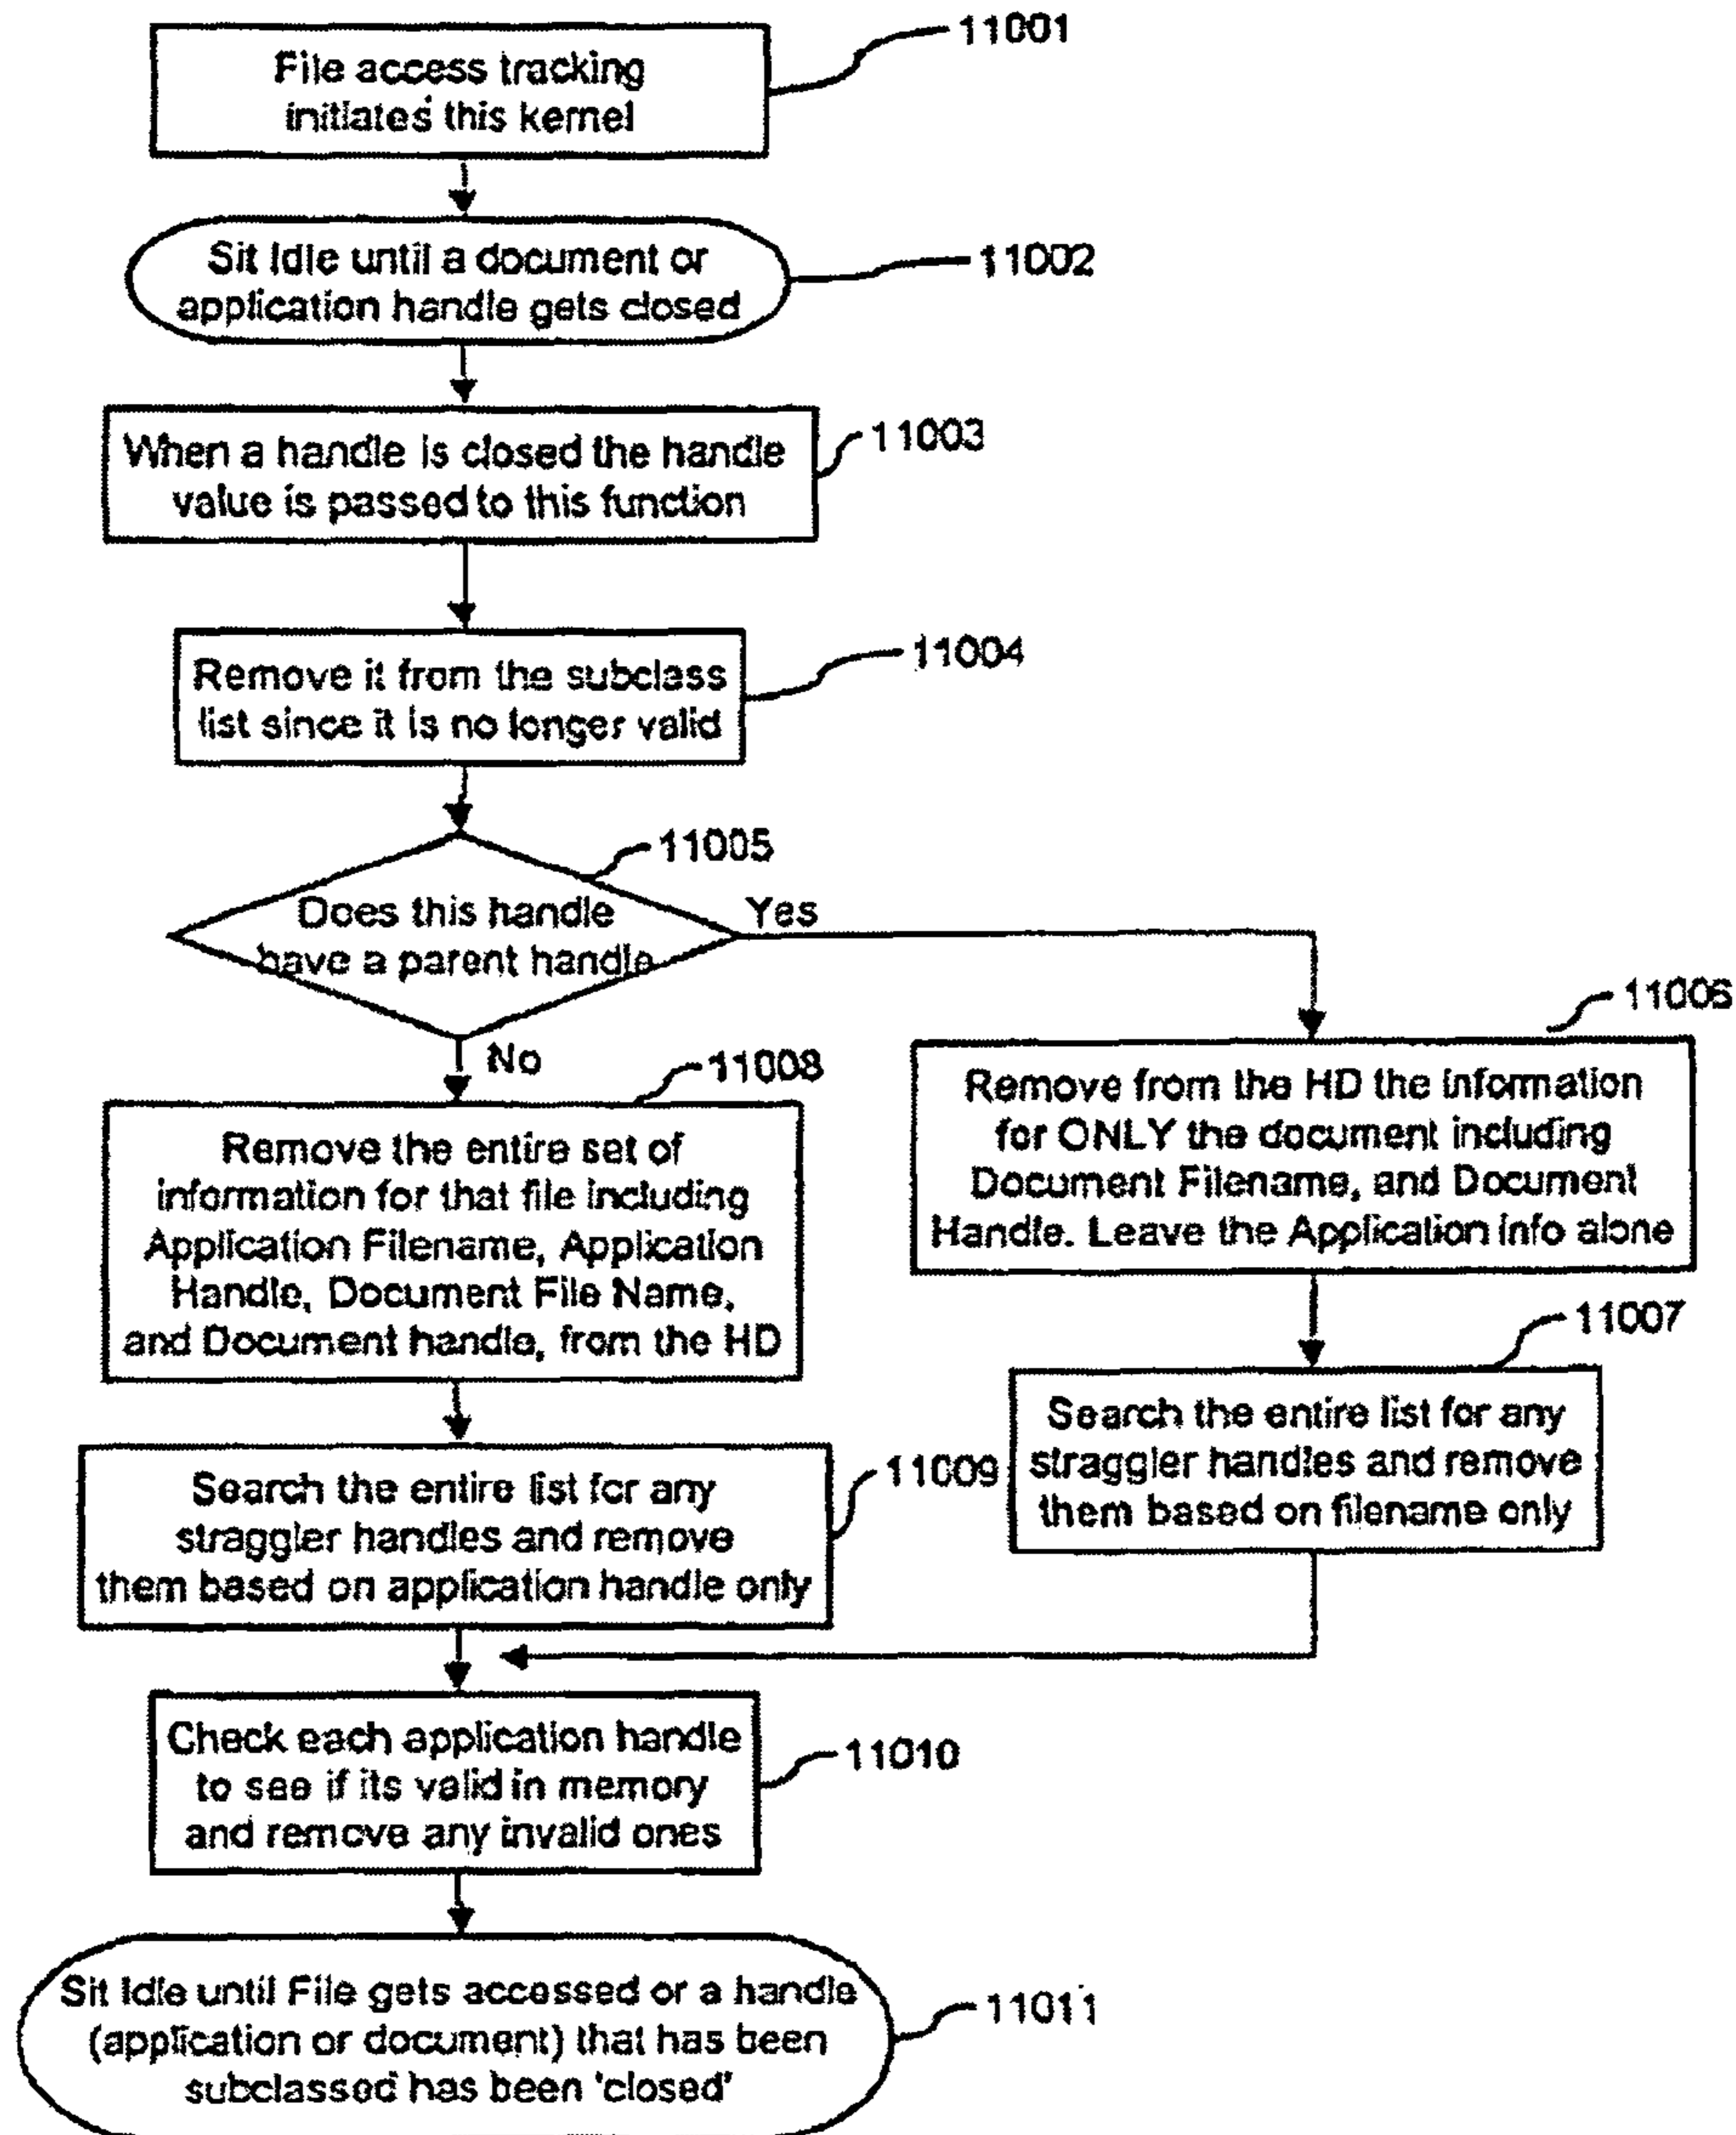 File access tracking
initiates this kernel
11001
Sit Idle until a document or
application handle gets closed
11002
When a handle is closed the handle
value is passed to this function
11003
Remove it from the subclass
list since it is no longer valid
11004
Does this handle
have a parent handle
11005
Yes
No
11006
Remove from the HD the information
for ONLY the document including
Document Filename, and Document
Handle. Leave the Application info alone
11007
Search the entire list for any
straggler handles and remove
them based on filename only
11008
Remove the entire set of
information for that file including
Application Filename, Application
Handle, Document File Name,
and Document handle, from the HD
11009
Search the entire list for any
straggler handles and remove
them based on application handle only
Check each application handle
to see if its valid in memory
and remove any invalid ones
11010
Sit Idle until File gets accessed or a handle
(application or document) that has been
subclassed has been 'closed'
11011